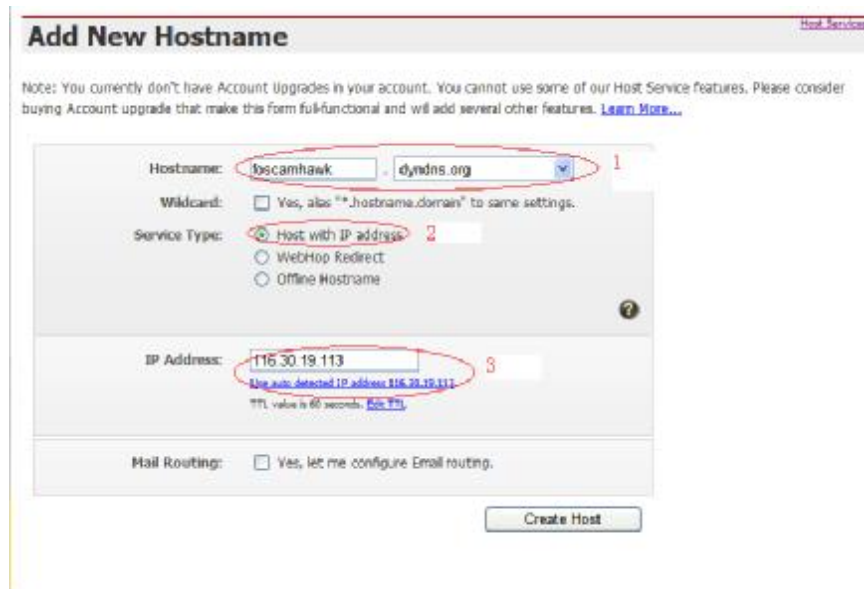 Host Services
Add New Hostname
Note: You currently don't have Account Upgrades in your account. You cannot use some of our Host Service features. Please consider
buying Account upgrade that make this form full-functional and will add several other features. Learn More...
Hostname: foscamhawk . dyndns.org 1
Wildcard: Yes, alias "*.hostname.domain" to same settings.
Service Type: Host with IP address 2
WebHop Redirect
Offline Hostname
?
IP Address: 116.30.19.113 3
Use auto detected IP address 116.30.19.113.
TTL value is 60 seconds. Edit TTL.
Mail Routing: Yes, let me configure Email routing.
Create Host